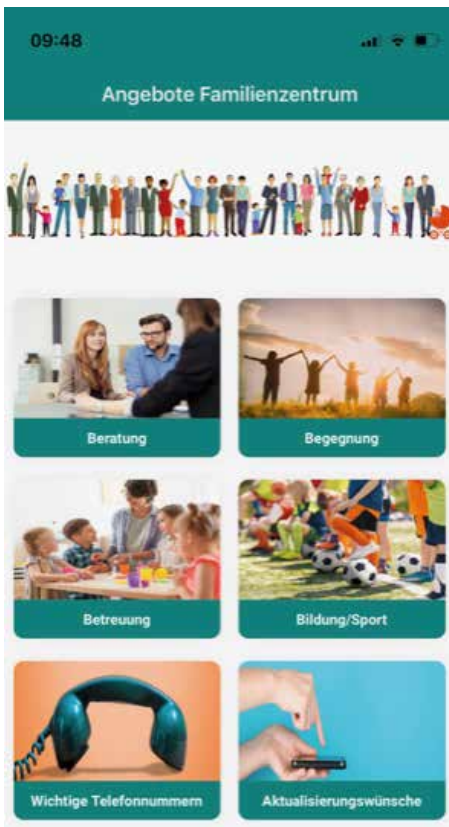 09:48
Angebote Familienzentrum
Beratung
Begegnung
Betreuung
Bildung/Sport
Wichtige Telefonnummern
Aktualisierungswünsche